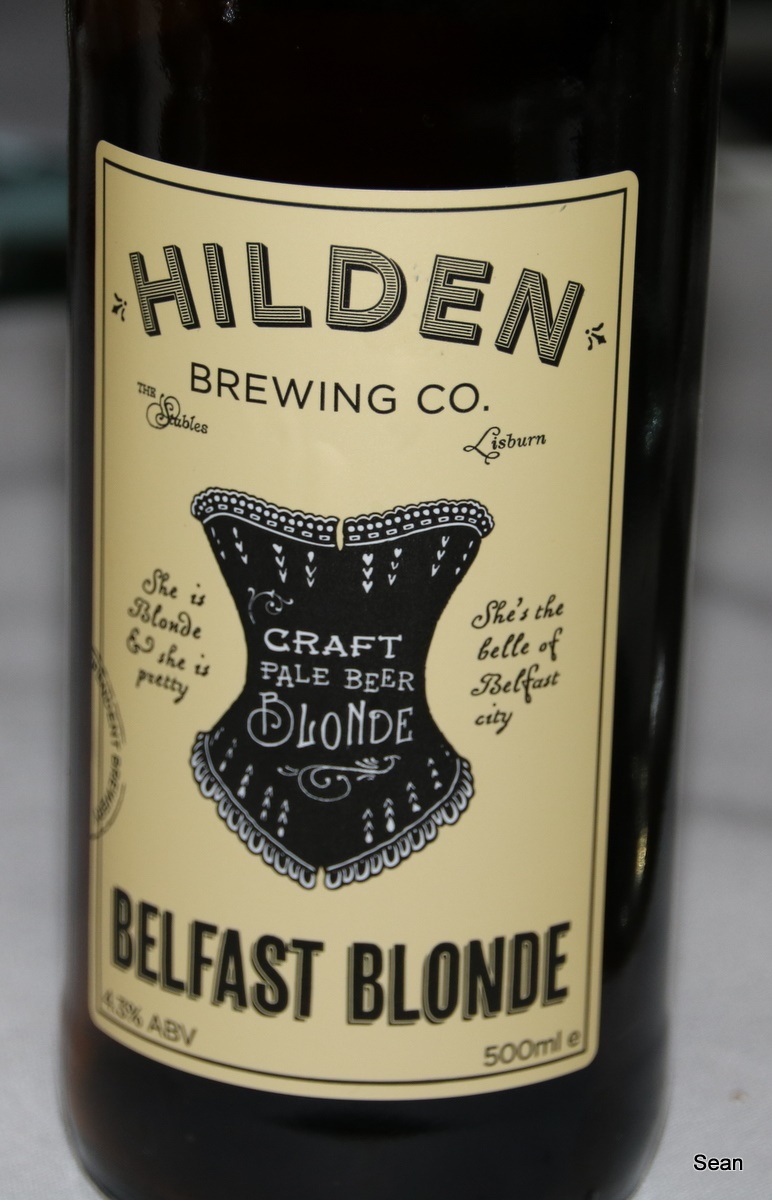 HILDEN
BREWING CO.
THE
Stables
Lisburn
She is
Blonde
& she is
pretty
She's the
belle of
Belfast
city
CRAFT
PALE BEER
BLONDE
BELFAST BLONDE
4.3% ABV
500ml e
Sean